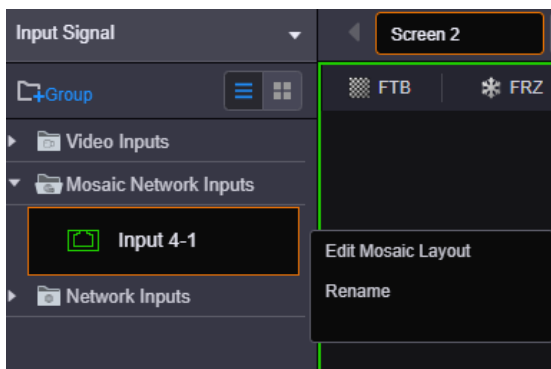 Input Signal
Screen 2
Group
FTB
FRZ
Video Inputs
Mosaic Network Inputs
Input 4-1
Edit Mosaic Layout
Rename
Network Inputs